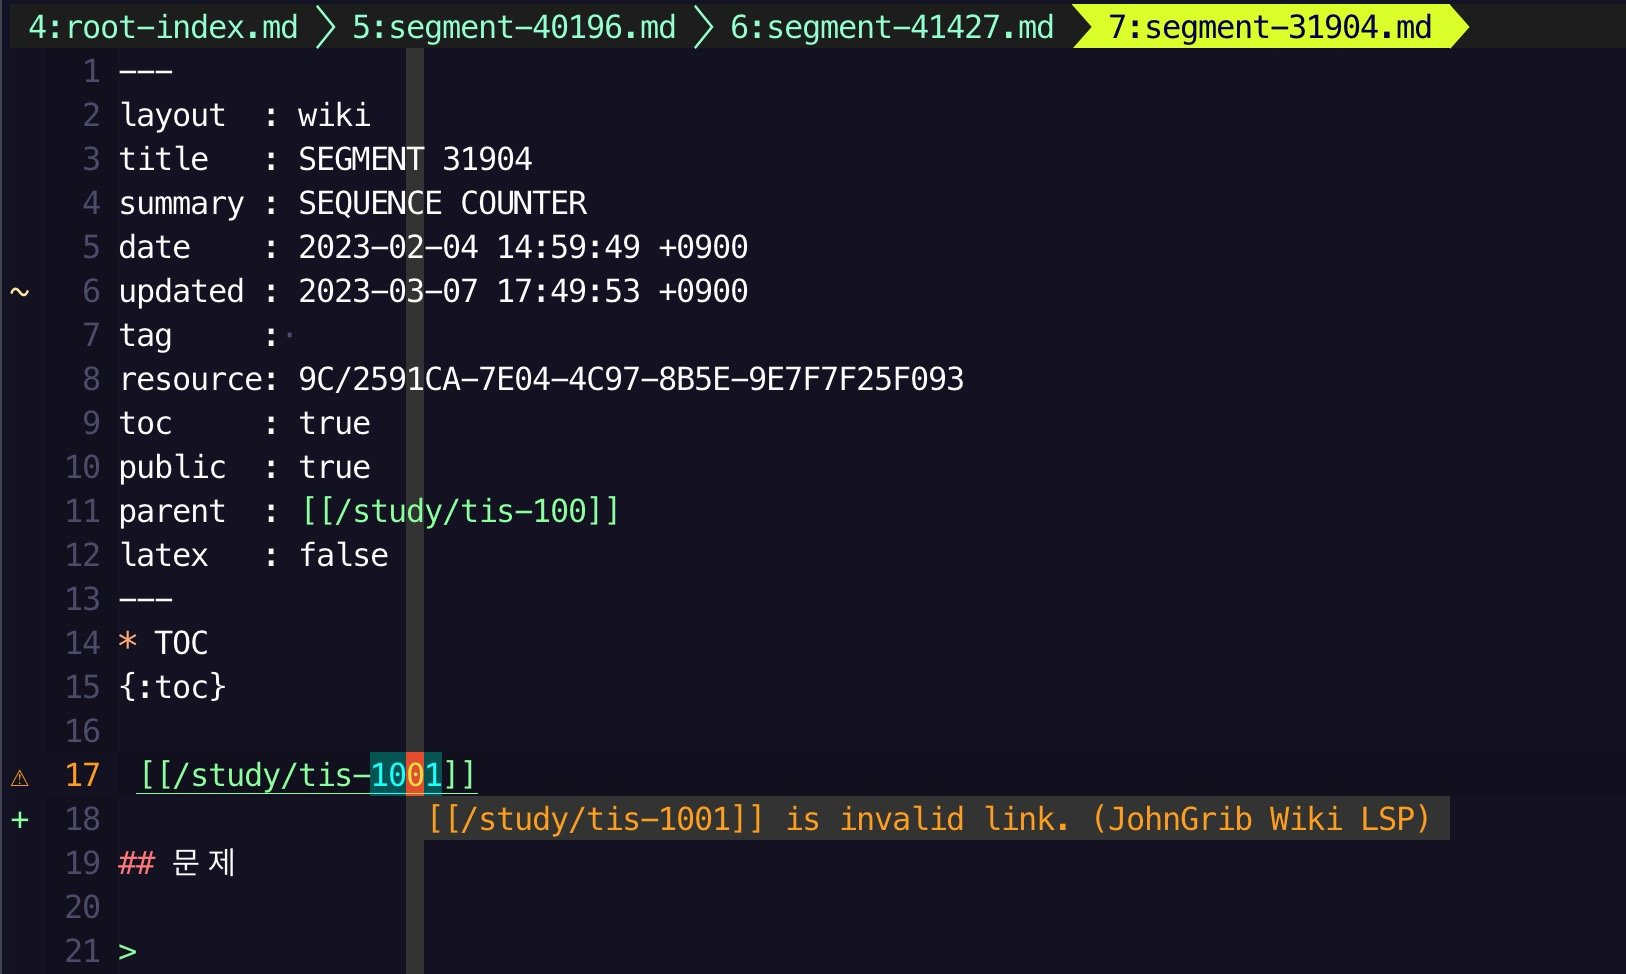 4:root-index.md 5:segment-40196.md 6:segment-41427.md 7:segment-31904.md
1 ---
2 layout  : wiki
3 title   : SEGMENT 31904
4 summary : SEQUENCE COUNTER
5 date    : 2023-02-04 14:59:49 +0900
~ 6 updated : 2023-03-07 17:49:53 +0900
7 tag     :·
8 resource: 9C/2591CA-7E04-4C97-8B5E-9E7F7F25F093
9 toc     : true
10 public  : true
11 parent  : [[/study/tis-100]]
12 latex   : false
13 ---
14 * TOC
15 {:toc}
16
⚠ 17  [[/study/tis-1001]]
+ 18 [[/study/tis-1001]] is invalid link. (JohnGrib Wiki LSP)
19 ## 문제
20
21 >